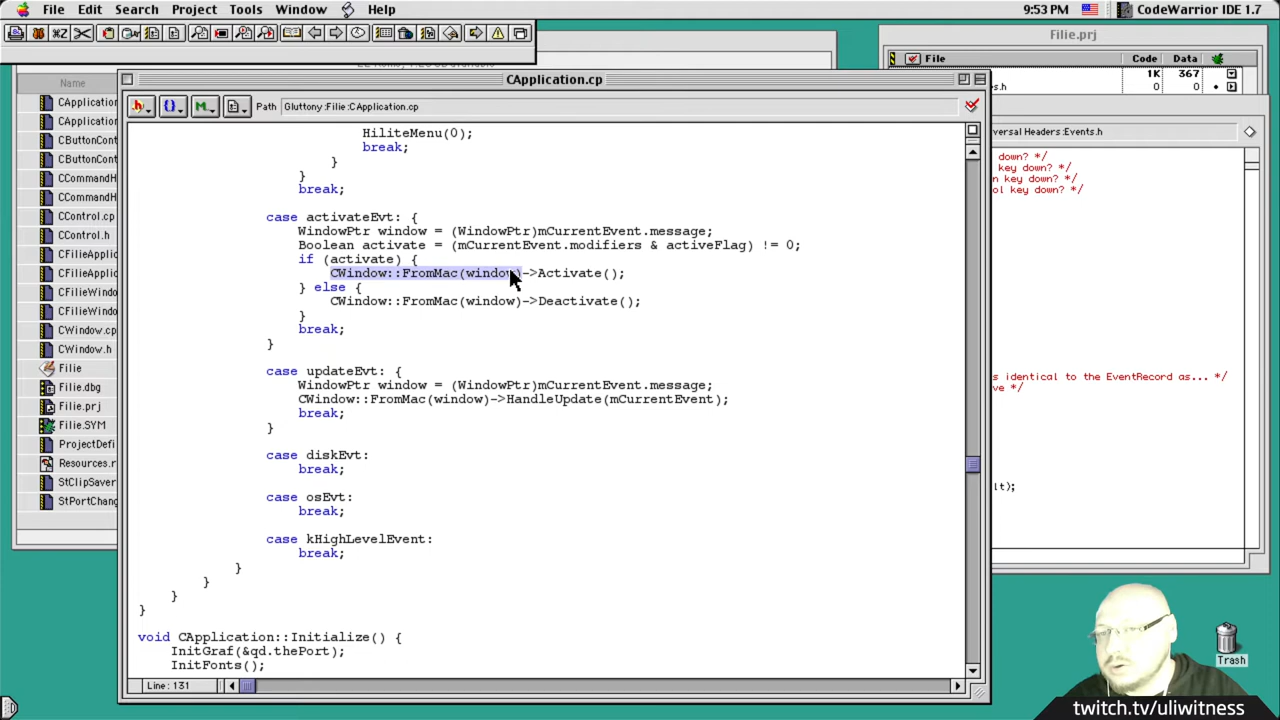 File Edit Search Project Tools Window Help
9:53 PM CodeWarrior IDE 1.7
Filie.prj
File Code Data
1K 367
es.h 0 0
Name
CApplication
CApplication
CButtonCont
CButtonCont
CCommandH
CCommandH
CControl.cp
CControl.h
CFilieApplic
CFilieApplic
CFilieWindo
CFilieWindo
CWindow.cp
CWindow.h
Filie
Filie.dbg
Filie.prj
Filie.SYM
ProjectDefi
Resources.r
StClipSaver
StPortChang
CApplication.cp
Path Gluttony:Filie:CApplication.cp
HiliteMenu(0);
break;
}
}
break;
case activateEvt: {
WindowPtr window = (WindowPtr)mCurrentEvent.message;
Boolean activate = (mCurrentEvent.modifiers & activeFlag) != 0;
if (activate) {
CWindow::FromMac(window)->Activate();
} else {
CWindow::FromMac(window)->Deactivate();
}
break;
}
case updateEvt: {
WindowPtr window = (WindowPtr)mCurrentEvent.message;
CWindow::FromMac(window)->HandleUpdate(mCurrentEvent);
break;
}
case diskEvt:
break;
case osEvt:
break;
case kHighLevelEvent:
break;
}
}
}
}
void CApplication::Initialize() {
InitGraf(&qd.thePort);
InitFonts();
Line: 131
versal Headers:Events.h
down? */
key down? */
n key down? */
ol key down? */
s identical to the EventRecord as... */
ve */
lt);
Trash
twitch.tv/uliwitness